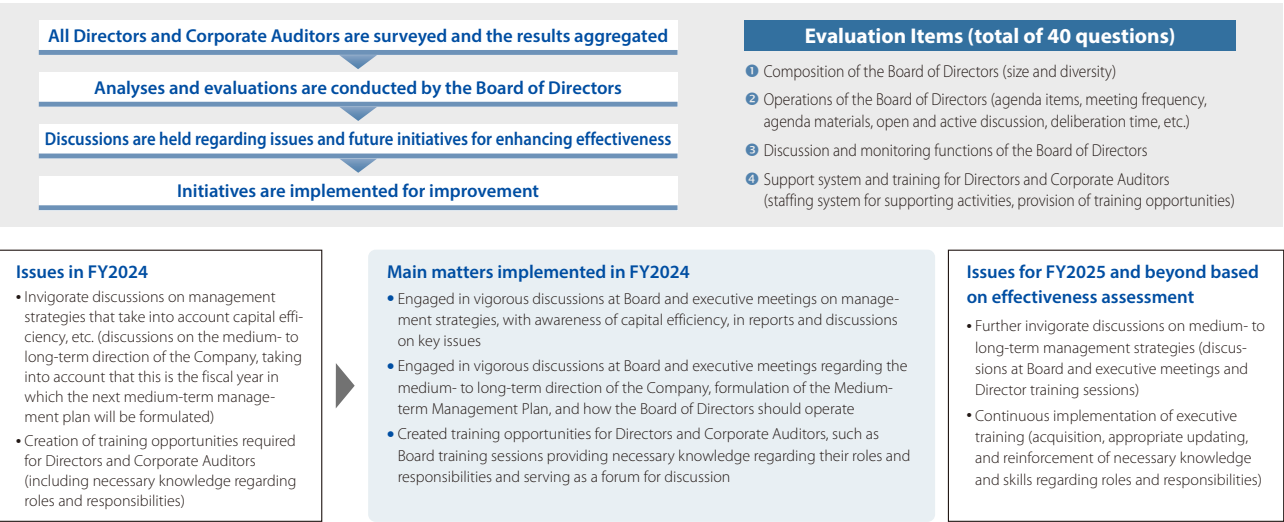 All Directors and Corporate Auditors are surveyed and the results aggregated
Analyses and evaluations are conducted by the Board of Directors
Discussions are held regarding issues and future initiatives for enhancing effectiveness
Initiatives are implemented for improvement
Evaluation Items (total of 40 questions)
❶ Composition of the Board of Directors (size and diversity)
❷ Operations of the Board of Directors (agenda items, meeting frequency,
agenda materials, open and active discussion, deliberation time, etc.)
❸ Discussion and monitoring functions of the Board of Directors
❹ Support system and training for Directors and Corporate Auditors
(staffing system for supporting activities, provision of training opportunities)
Issues in FY2024
• Invigorate discussions on management
strategies that take into account capital effi-
ciency, etc. (discussions on the medium- to
long-term direction of the Company, taking
into account that this is the fiscal year in
which the next medium-term manage-
ment plan will be formulated)
• Creation of training opportunities required
for Directors and Corporate Auditors
(including necessary knowledge regarding
roles and responsibilities)
Main matters implemented in FY2024
• Engaged in vigorous discussions at Board and executive meetings on manage-
ment strategies, with awareness of capital efficiency, in reports and discussions
on key issues
• Engaged in vigorous discussions at Board and executive meetings regarding the
medium- to long-term direction of the Company, formulation of the Medium-
term Management Plan, and how the Board of Directors should operate
• Created training opportunities for Directors and Corporate Auditors, such as
Board training sessions providing necessary knowledge regarding their roles and
responsibilities and serving as a forum for discussion
Issues for FY2025 and beyond based
on effectiveness assessment
• Further invigorate discussions on medium- to
long-term management strategies (discus-
sions at Board and executive meetings and
Director training sessions)
• Continuous implementation of executive
training (acquisition, appropriate updating,
and reinforcement of necessary knowledge
and skills regarding roles and responsibilities)